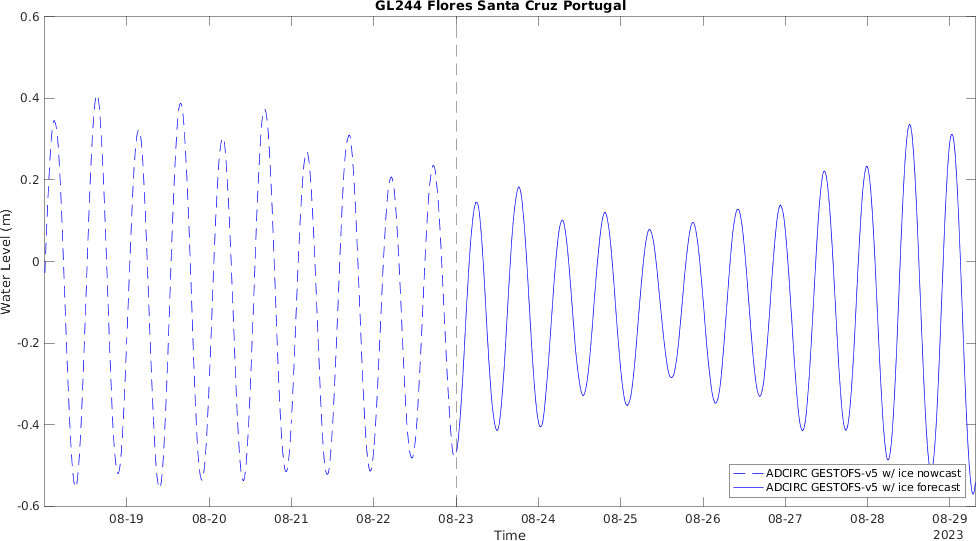 GL244 Flores Santa Cruz Portugal
0.6
0.4
0.2
0
-0.2
-0.4
-0.6
Water Level (m)
ADCIRC GESTOFS-v5 w/ ice nowcast
ADCIRC GESTOFS-v5 w/ ice forecast
08-19 08-20 08-21 08-22 08-23 08-24 08-25 08-26 08-27 08-28 08-29
2023
Time